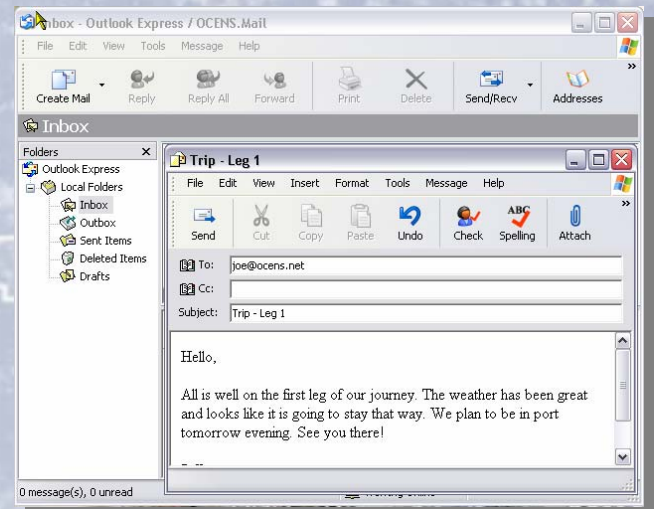 Inbox - Outlook Express / OCENS.Mail
File Edit View Tools Message Help
Create Mail Reply Reply All Forward Print Delete Send/Recv Addresses »
Inbox
Folders X
Outlook Express
Local Folders
Inbox
Outbox
Sent Items
Deleted Items
Drafts
0 message(s), 0 unread
Trip - Leg 1
File Edit View Insert Format Tools Message Help
ABC
Send Cut Copy Paste Undo Check Spelling Attach »
To: joe@ocens.net
Cc:
Subject: Trip - Leg 1
Hello,
All is well on the first leg of our journey. The weather has been great
and looks like it is going to stay that way. We plan to be in port
tomorrow evening. See you there!